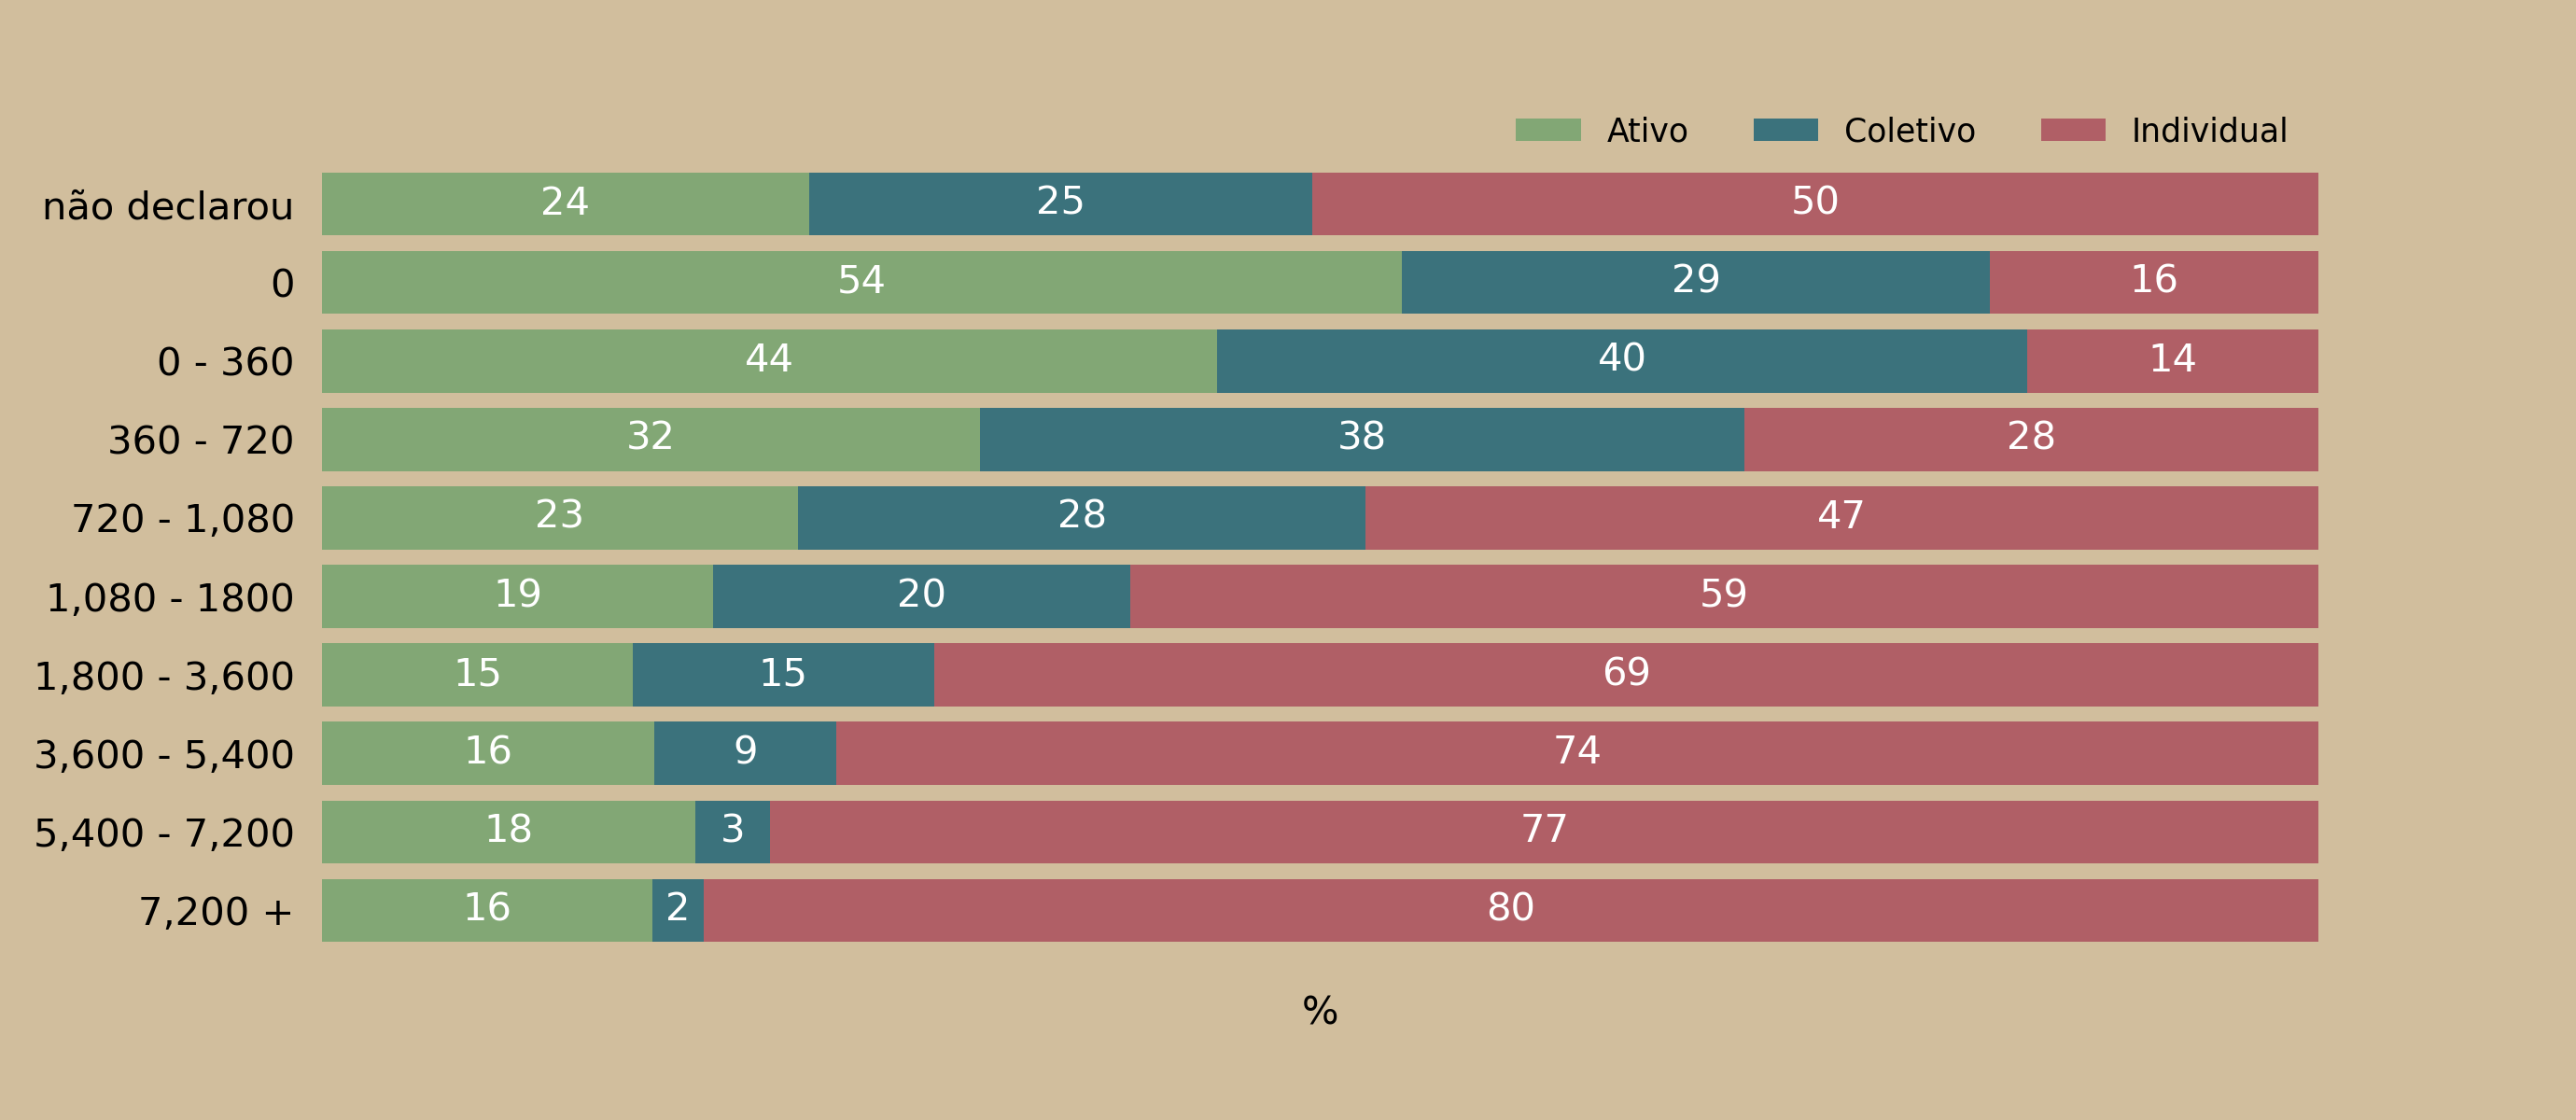 Ativo Coletivo Individual
não declarou 24 25 50
0 54 29 16
0 - 360 44 40 14
360 - 720 32 38 28
720 - 1,080 23 28 47
1,080 - 1800 19 20 59
1,800 - 3,600 15 15 69
3,600 - 5,400 16 9 74
5,400 - 7,200 18 3 77
7,200 + 16 2 80
%